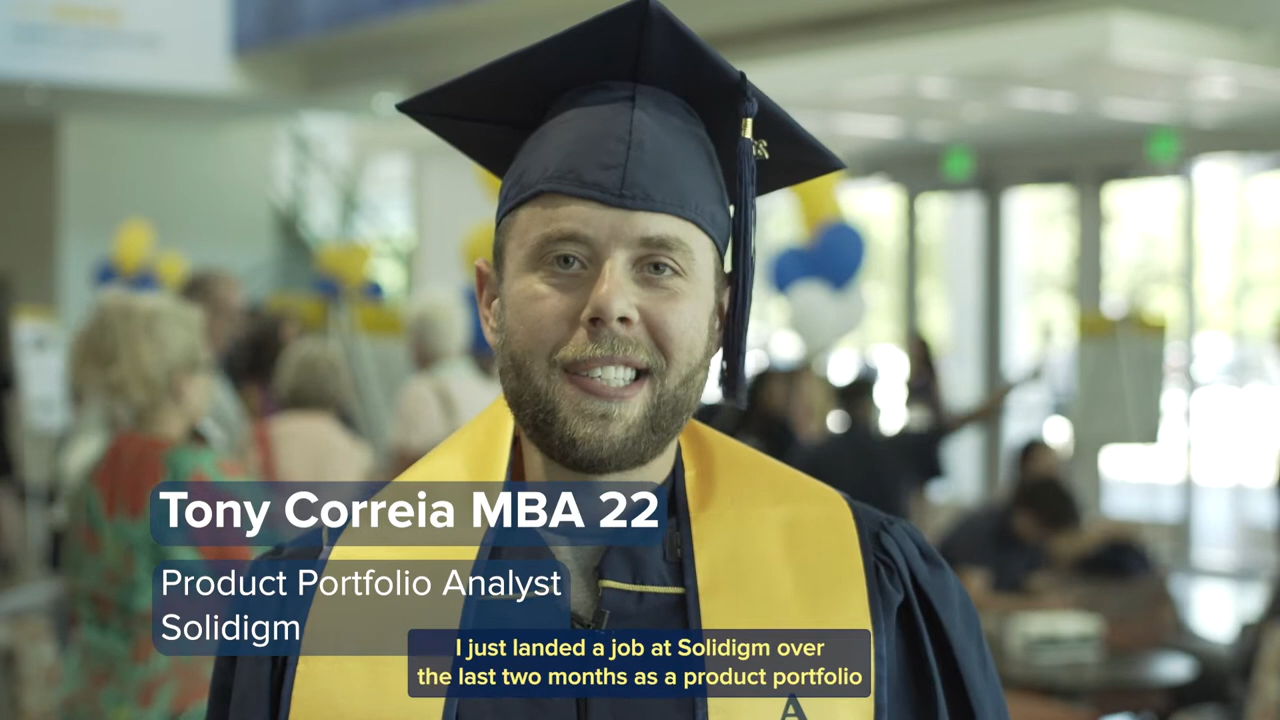 Tony Correia MBA 22
Product Portfolio Analyst
Solidigm
I just landed a job at Solidigm over
the last two months as a product portfolio
A